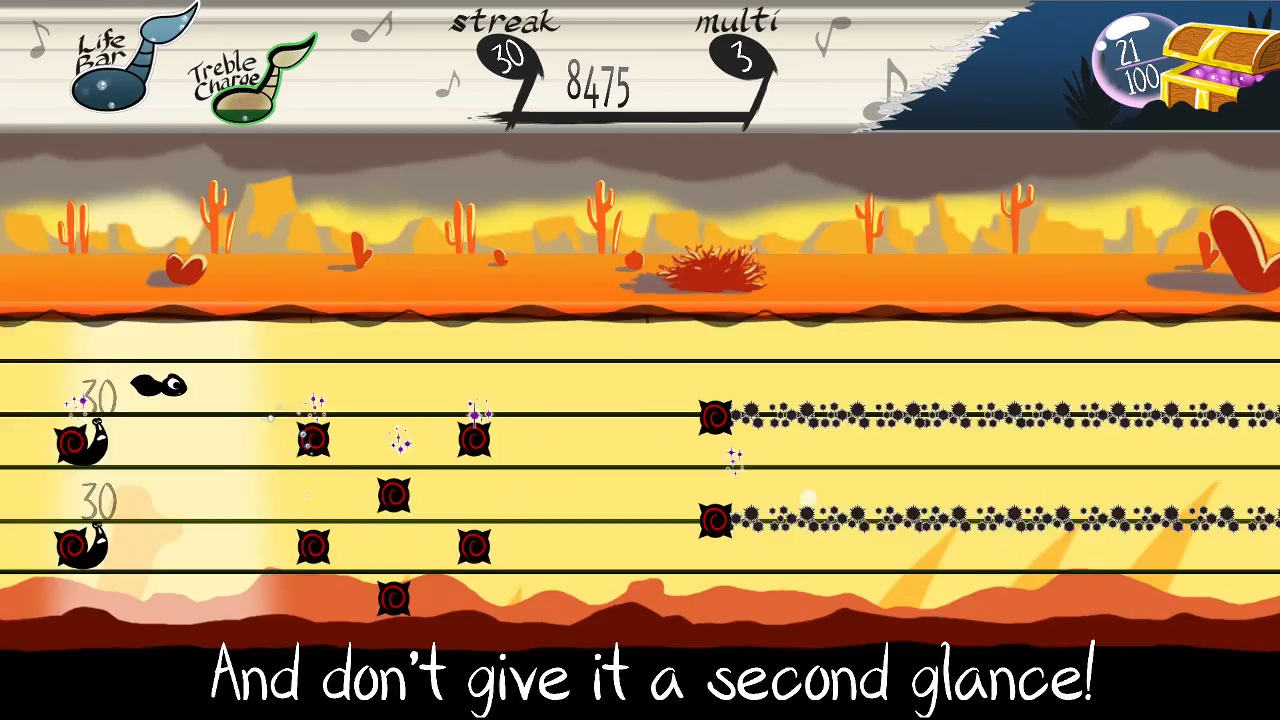 Life
Bar
Treble
Charge
streak
30
8475
multi
3
21
100
30
30
And don't give it a second glance!